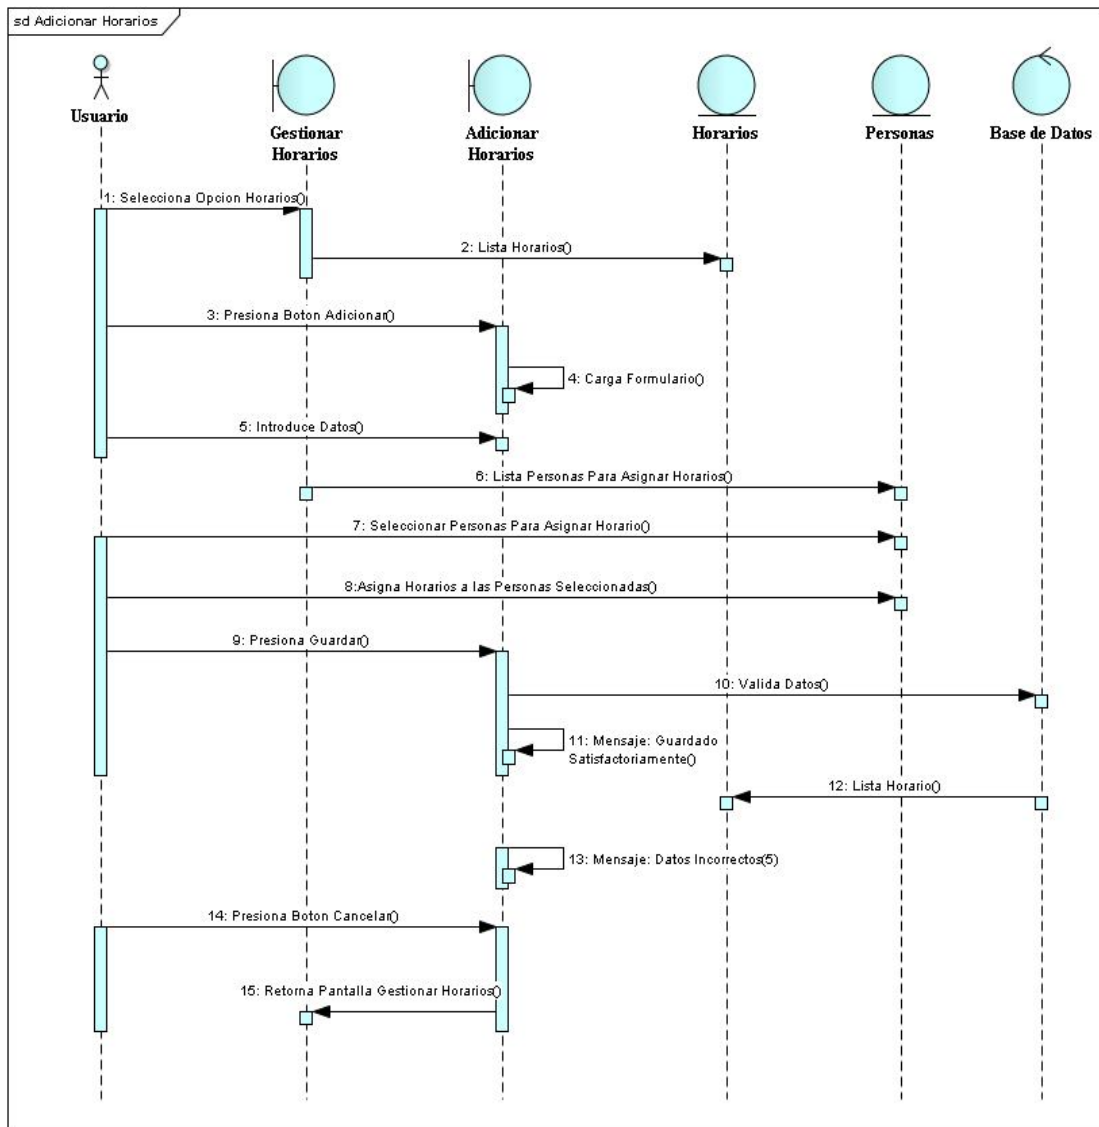 sd Adicionar Horarios
Usuario
Gestionar
Horarios
Adicionar
Horarios
Horarios
Personas
Base de Datos
1: Selecciona Opcion Horarios()
2: Lista Horarios()
3: Presiona Boton Adicionar()
4: Carga Formulario()
5: Introduce Datos()
6: Lista Personas Para Asignar Horarios()
7: Seleccionar Personas Para Asignar Horario()
8:Asigna Horarios a las Personas Seleccionadas()
9: Presiona Guardar()
10: Valida Datos()
11: Mensaje: Guardado
Satisfactoriamente()
12: Lista Horario()
13: Mensaje: Datos Incorrectos(5)
14: Presiona Boton Cancelar()
15: Retorna Pantalla Gestionar Horarios()